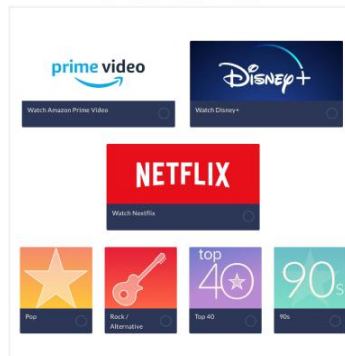 prime video
Disney+
Watch Amazon Prime Video
Watch Disney+
NETFLIX
Watch Nestflix
top
40
90s
Pop
Rock /
Alternative
Top 40
90s